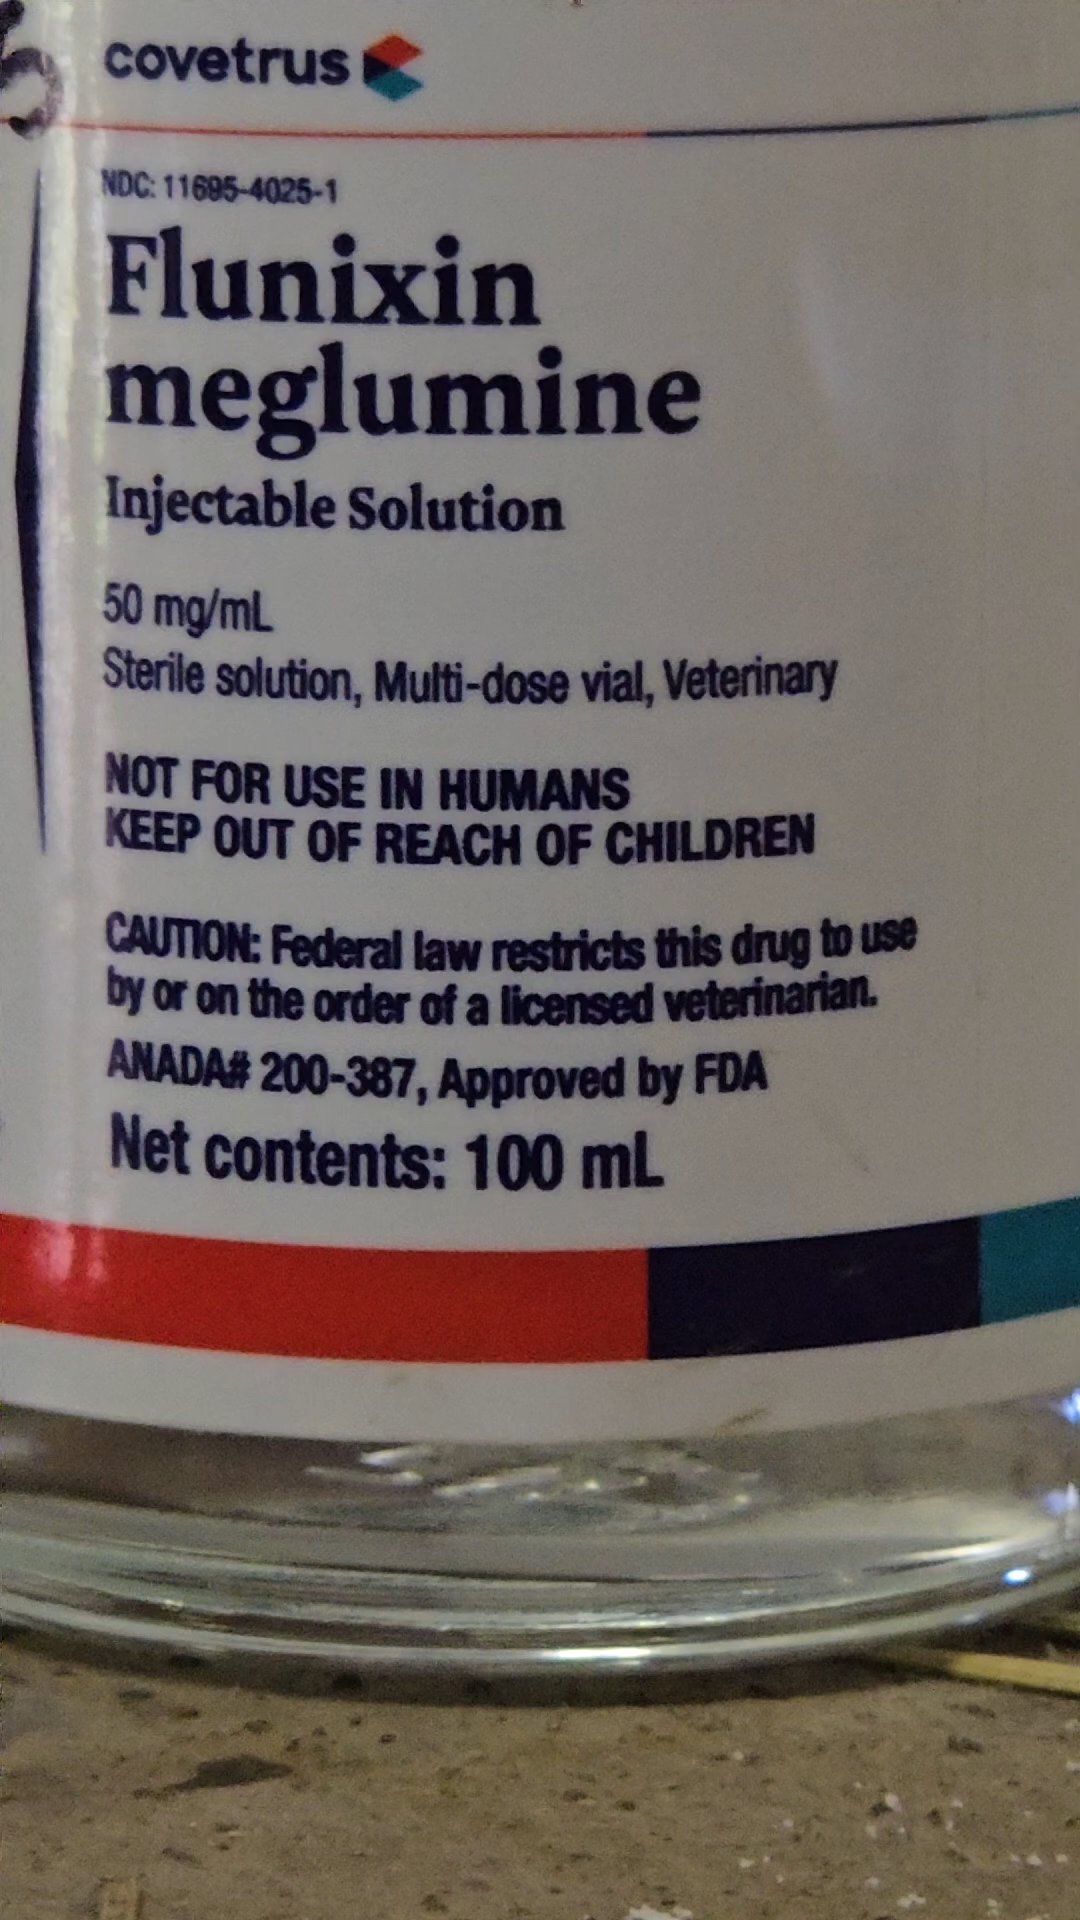 covetrus
NDC: 11695-4025-1
Flunixin
meglumine
Injectable Solution
50 mg/mL
Sterile solution, Multi-dose vial, Veterinary
NOT FOR USE IN HUMANS
KEEP OUT OF REACH OF CHILDREN
CAUTION: Federal law restricts this drug to use
by or on the order of a licensed veterinarian.
ANADA# 200-387, Approved by FDA
Net contents: 100 mL